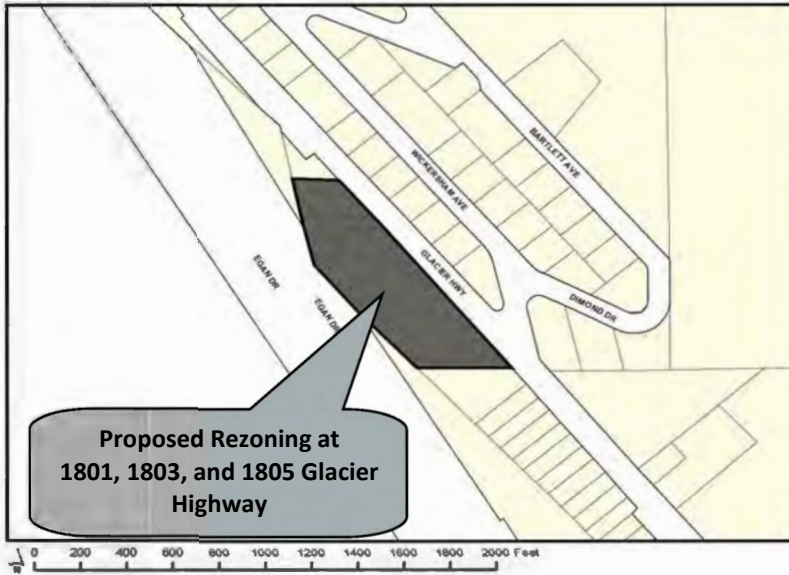 BARTLETT AVE
WICKERSHAM AVE
GLACIER HWY
EGAN DR
EGAN DR
DIMOND DR
Proposed Rezoning at
1801, 1803, and 1805 Glacier
Highway
0 200 400 600 800 1000 1200 1400 1600 1800 2000 Feet